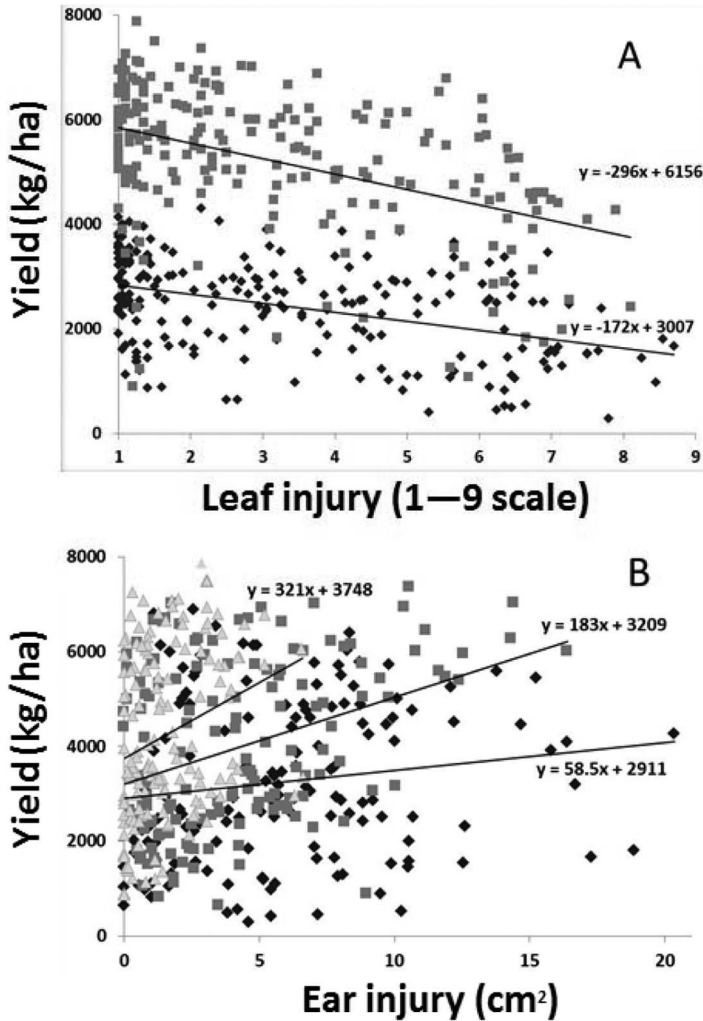 A
8000
6000
4000
2000
0
Yield (kg/ha)
y = -296x + 6156
y = -172x + 3007
1 2 3 4 5 6 7 8 9
Leaf injury (1—9 scale)
B
8000
6000
4000
2000
0
Yield (kg/ha)
y = 321x + 3748
y = 183x + 3209
y = 58.5x + 2911
0 5 10 15 20
Ear injury (cm²)